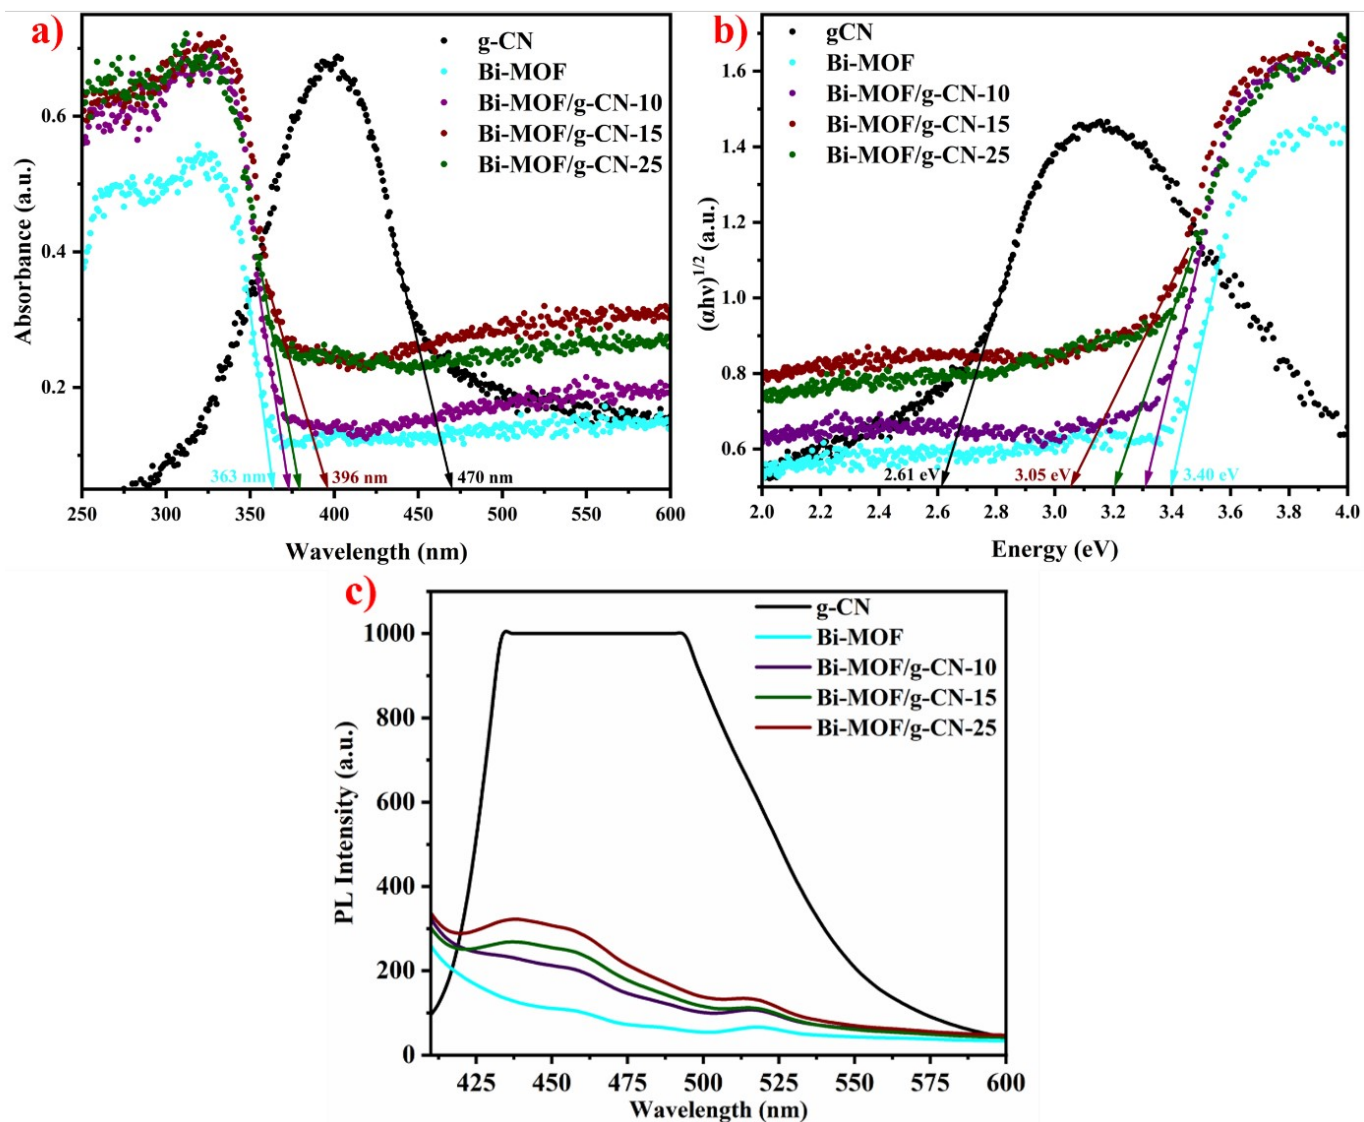 a)
g-CN
Bi-MOF
Bi-MOF/g-CN-10
Bi-MOF/g-CN-15
Bi-MOF/g-CN-25
Absorbance (a.u.)
0.6
0.4
0.2
363 nm
396 nm
470 nm
250 300 350 400 450 500 550 600
Wavelength (nm)
b)
gCN
Bi-MOF
Bi-MOF/g-CN-10
Bi-MOF/g-CN-15
Bi-MOF/g-CN-25
(αhν)1/2 (a.u.)
1.6
1.4
1.2
1.0
0.8
0.6
2.61 eV
3.05 eV
3.40 eV
2.0 2.2 2.4 2.6 2.8 3.0 3.2 3.4 3.6 3.8 4.0
Energy (eV)
c)
g-CN
Bi-MOF
Bi-MOF/g-CN-10
Bi-MOF/g-CN-15
Bi-MOF/g-CN-25
PL Intensity (a.u.)
1000
800
600
400
200
0
425 450 475 500 525 550 575 600
Wavelength (nm)